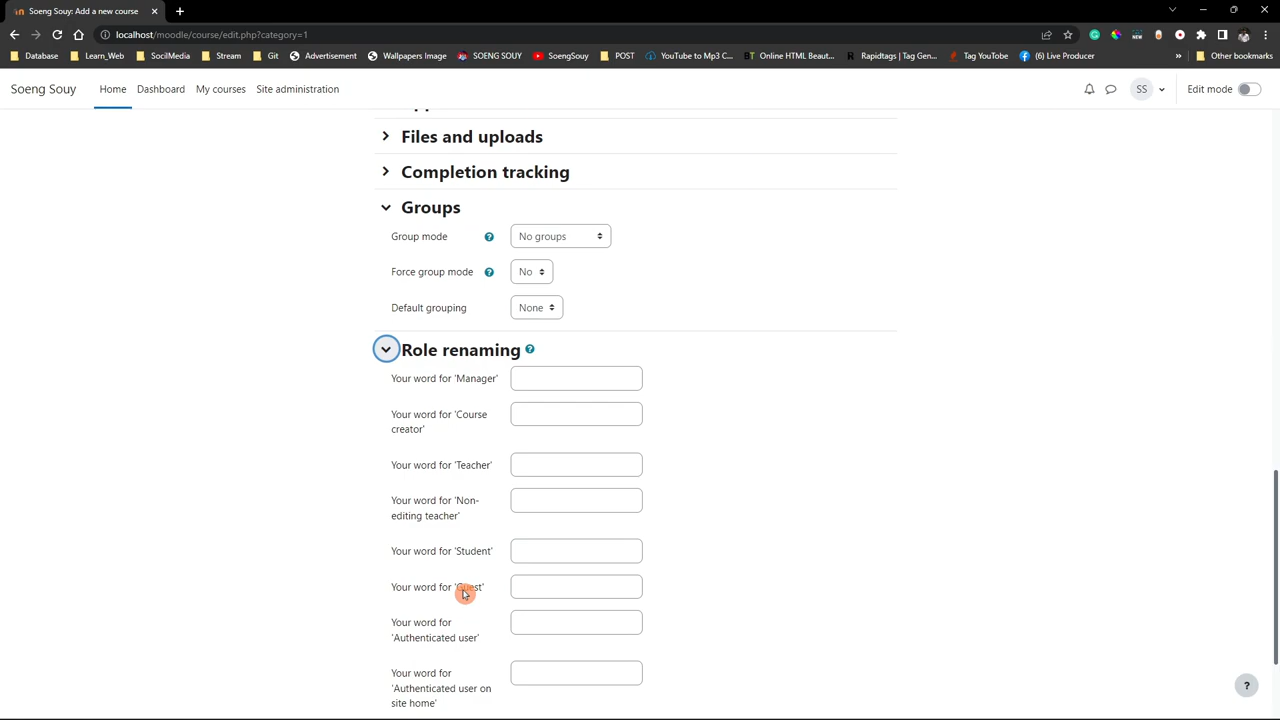 Soeng Souy: Add a new course
localhost/moodle/course/edit.php?category=1
Database Learn_Web SocilMedia Stream Git Advertisement Wallpapers Image SOENG SOUY SoengSouy POST YouTube to Mp3 C... Online HTML Beaut... Rapidtags | Tag Gen... Tag YouTube (6) Live Producer » Other bookmarks
Soeng Souy Home Dashboard My courses Site administration SS Edit mode
Files and uploads
Completion tracking
Groups
Group mode ? No groups
Force group mode ? No
Default grouping None
Role renaming ?
Your word for 'Manager'
Your word for 'Course
creator'
Your word for 'Teacher'
Your word for 'Non-
editing teacher'
Your word for 'Student'
Your word for 'Guest'
Your word for
'Authenticated user'
Your word for
'Authenticated user on
site home'
?